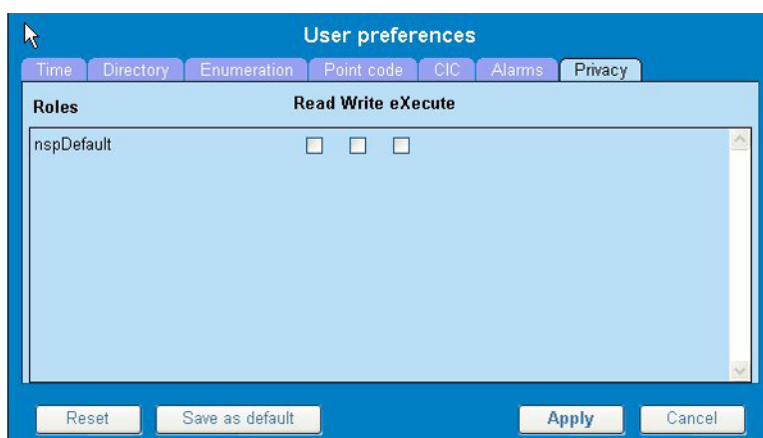 User preferences
Time Directory Enumeration Point code CIC Alarms Privacy
Roles Read Write eXecute
nspDefault
Reset Save as default Apply Cancel